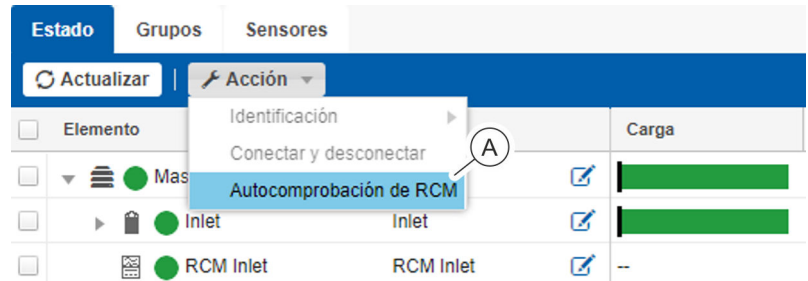 Estado Grupos Sensores
Actualizar Acción
Elemento Carga
Identificación
Conectar y desconectar
A
Mas
Autocomprobación de RCM
Inlet Inlet
RCM Inlet RCM Inlet --